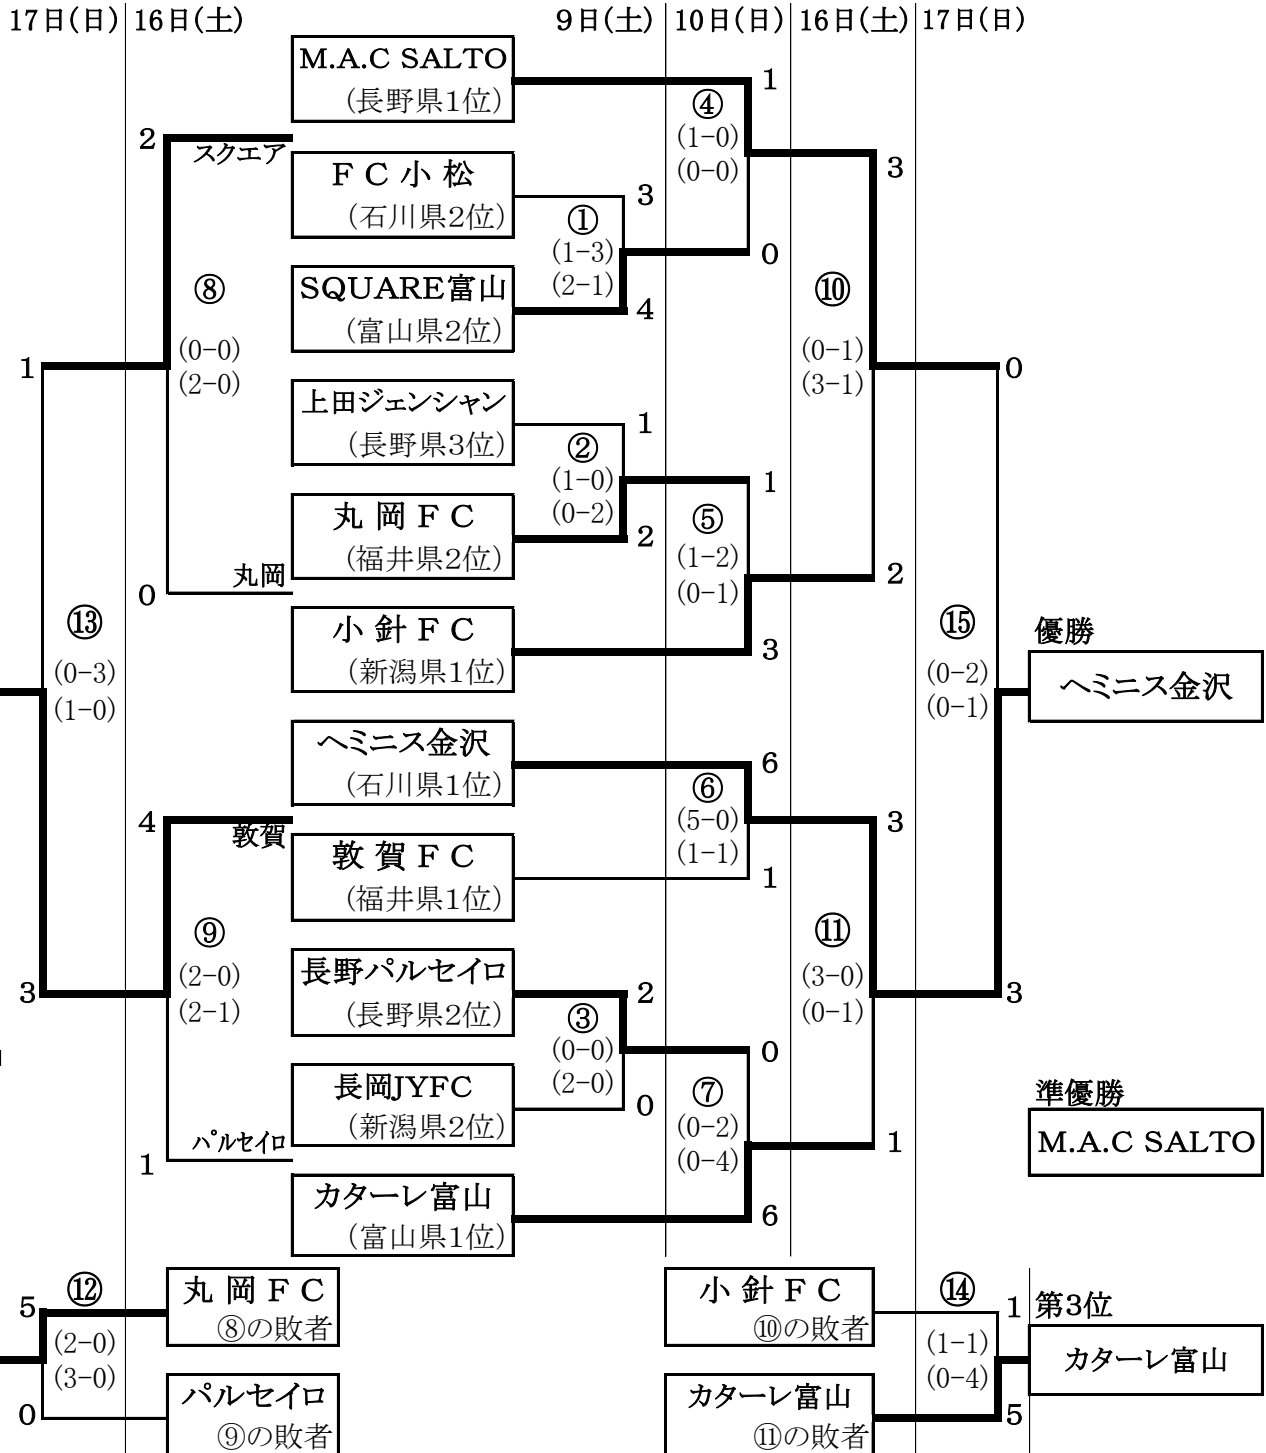 17日(日) 16日(土) 9日(土) 10日(日) 16日(土) 17日(日)
M.A.C SALTO
(長野県1位)
1
④
(1-0)
(0-0)
2
スクエア
FC小松
(石川県2位)
3
3
①
(1-3)
(2-1)
0
⑧
SQUARE富山
(富山県2位)
4
⑩
(0-0)
(2-0)
(0-1)
(3-1)
1
0
上田ジェンシャン
(長野県3位)
1
②
(1-0)
(0-2)
1
丸岡FC
(福井県2位)
2
⑤
(1-2)
(0-1)
丸岡
0
2
⑬
(0-3)
(1-0)
小針FC
(新潟県1位)
3
⑮
(0-2)
(0-1)
優勝
ヘミニス金沢
ヘミニス金沢
(石川県1位)
6
⑥
(5-0)
(1-1)
4
敦賀
3
敦賀FC
(福井県1位)
1
⑨
(2-0)
(2-1)
⑪
(3-0)
(0-1)
長野パルセイロ
(長野県2位)
2
3
3
③
(0-0)
(2-0)
0
長岡JYFC
(新潟県2位)
0
⑦
(0-2)
(0-4)
準優勝
M.A.C SALTO
パルセイロ
1
1
カターレ富山
(富山県1位)
6
⑫
5
(2-0)
(3-0)
0
丸岡FC
⑧の敗者
パルセイロ
⑨の敗者
小針FC
⑩の敗者
カターレ富山
⑪の敗者
⑭
1
(1-1)
(0-4)
5
第3位
カターレ富山